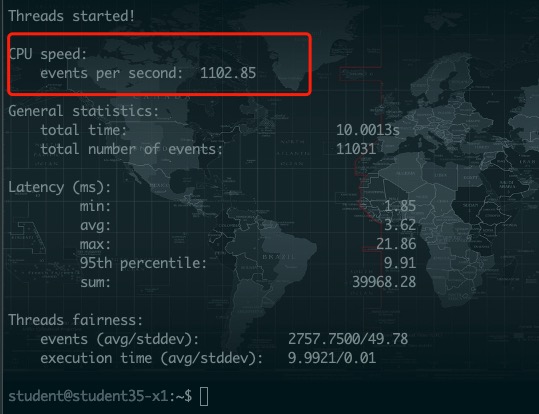 Threads started!
CPU speed:
events per second: 1102.85
General statistics:
total time: 10.0013s
total number of events: 11031
Latency (ms):
min: 1.85
avg: 3.62
max: 21.86
95th percentile: 9.91
sum: 39968.28
Threads fairness:
events (avg/stddev): 2757.7500/49.78
execution time (avg/stddev): 9.9921/0.01
student@student35-x1:~$
BRAZIL